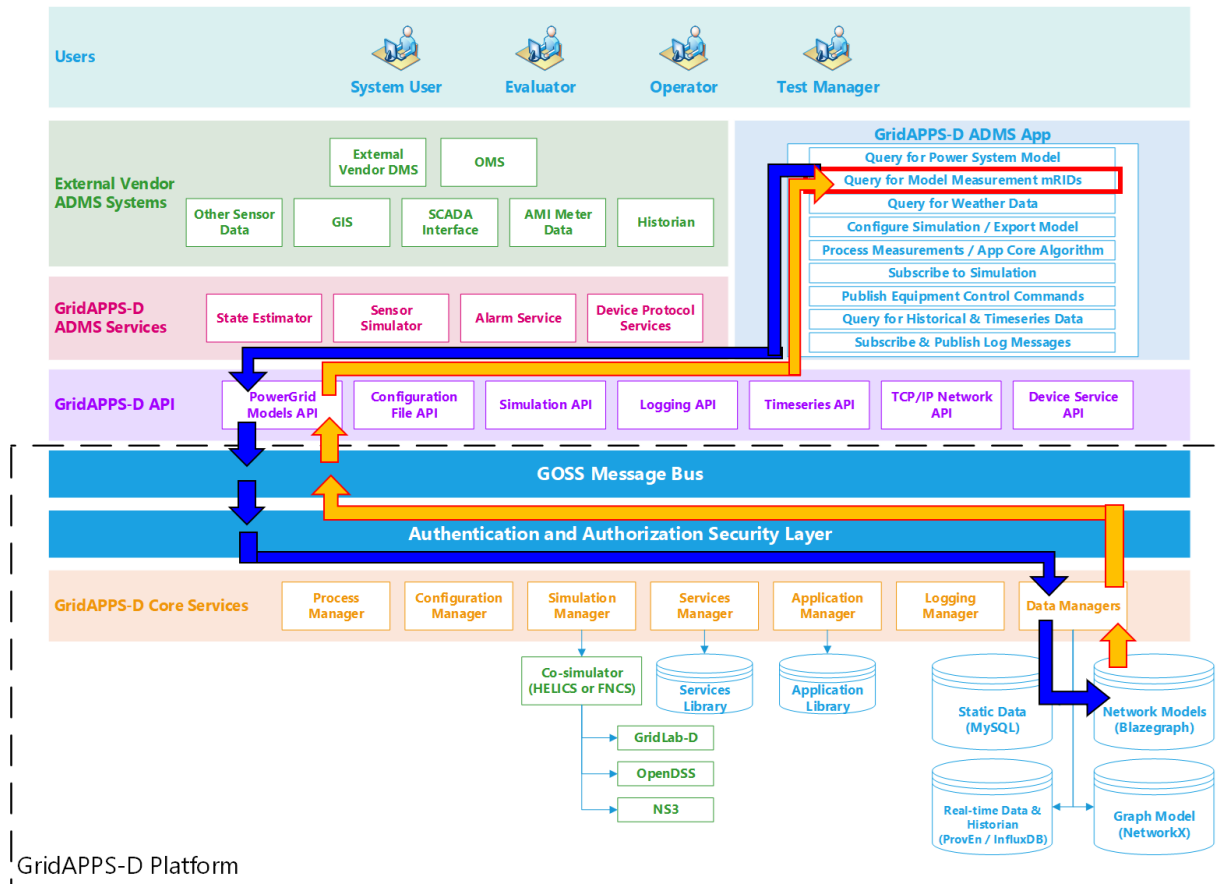 Users
System User
Evaluator
Operator
Test Manager
External Vendor
ADMS Systems
External
Vendor DMS
OMS
Other Sensor
Data
GIS
SCADA
Interface
AMI Meter
Data
Historian
GridAPPS-D ADMS App
Query for Power System Model
Query for Model Measurement mRIDs
Query for Weather Data
Configure Simulation / Export Model
Process Measurements / App Core Algorithm
Subscribe to Simulation
Publish Equipment Control Commands
Query for Historical & Timeseries Data
Subscribe & Publish Log Messages
GridAPPS-D
ADMS Services
State Estimator
Sensor
Simulator
Alarm Service
Device Protocol
Services
GridAPPS-D API
PowerGrid
Models API
Configuration
File API
Simulation API
Logging API
Timeseries API
TCP/IP Network
API
Device Service
API
GOSS Message Bus
Authentication and Authorization Security Layer
GridAPPS-D Core Services
Process
Manager
Configuration
Manager
Simulation
Manager
Services
Manager
Application
Manager
Logging
Manager
Data Managers
Co-simulator
(HELICS or FNCS)
Services
Library
Application
Library
Static Data
(MySQL)
Network Models
(Blazegraph)
GridLab-D
OpenDSS
NS3
Real-time Data &
Historian
(ProvEn / InfluxDB)
Graph Model
(NetworkX)
GridAPPS-D Platform